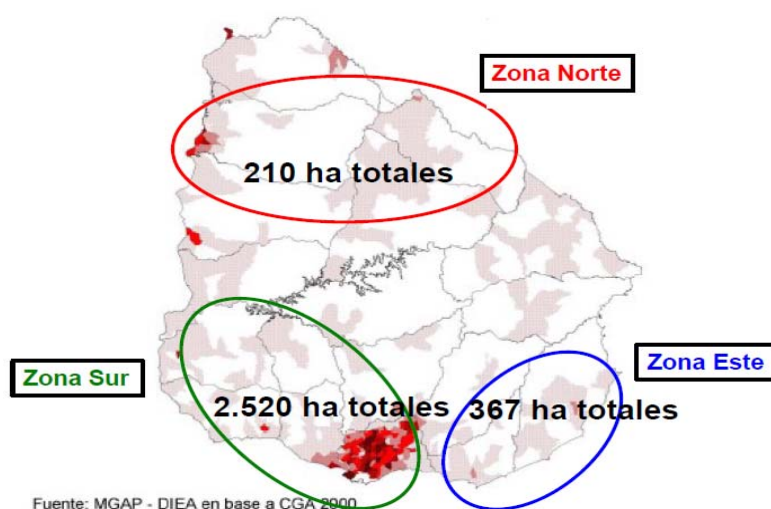 Zona Norte
210 ha totales
Zona Sur
Zona Este
2.520 ha totales
367 ha totales
Fuente: MGAP - DIEA en base a CGA 2000